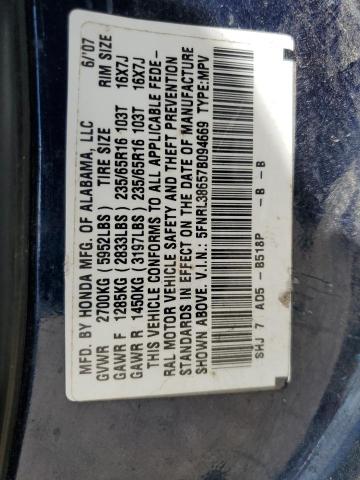 MFD. BY HONDA MFG. OF ALABAMA, LLC 6/'07
GVWR 2700KG (5952LBS) TIRE SIZE RIM SIZE
GAWR F 1285KG (2833LBS) 235/65R16 103T 16X7J
GAWR R 1450KG (3197LBS) 235/65R16 103T 16X7J
THIS VEHICLE CONFORMS TO ALL APPLICABLE FEDE-
RAL MOTOR VEHICLE SAFETY AND THEFT PREVENTION
STANDARDS IN EFFECT ON THE DATE OF MANUFACTURE
SHOWN ABOVE. V.I.N.: 5FNRL38657B094669 TYPE: MPV
SHJ 7 AD5 - B518P - B - B